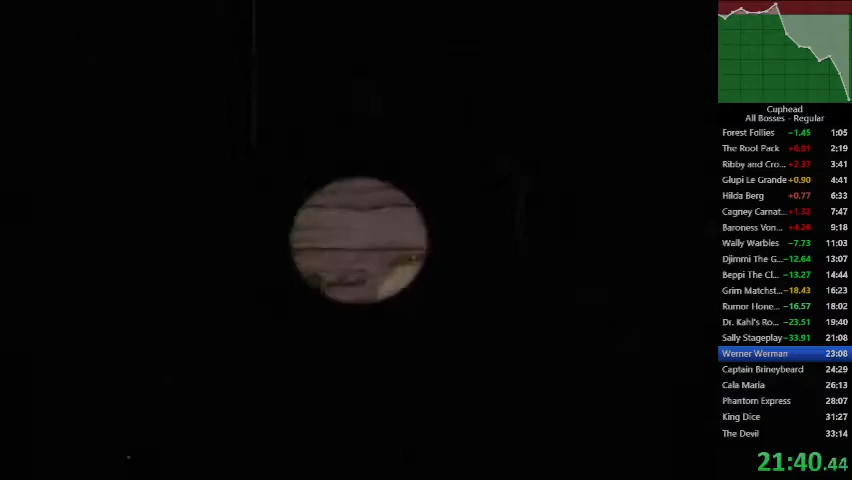 Cuphead
All Bosses - Regular
Forest Follies -1.45 1:05
The Root Pack +0.91 2:19
Ribby and Cro... +2.37 3:41
Glupi Le Grande +0.90 4:41
Hilda Berg +0.77 6:33
Cagney Carnat... +1.32 7:47
Baroness Von... +4.26 9:18
Wally Warbles -7.73 11:03
Djimmi The G... -12.64 13:07
Beppi The Cl... -13.27 14:44
Grim Matchst... -18.43 16:23
Rumor Hone... -16.57 18:02
Dr. Kahl's Ro... -23.51 19:40
Sally Stageplay -33.91 21:08
Werner Werman 23:08
Captain Brineybeard 24:29
Cala Maria 26:13
Phantom Express 28:07
King Dice 31:27
The Devil 33:14
21:40.44